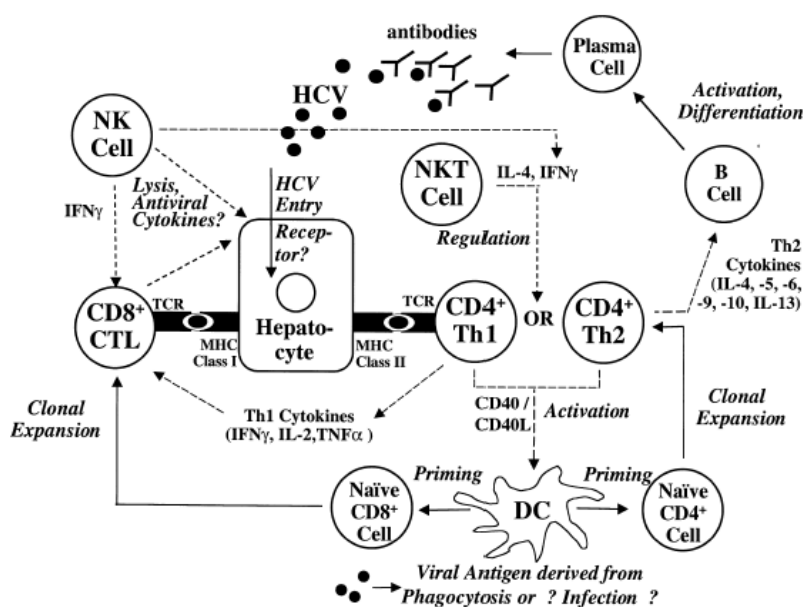 antibodies
Plasma
Cell
HCV
Activation,
Differentiation
NK
Cell
NKT
Cell
IL-4, IFNγ
B
Cell
Lysis,
Antiviral
Cytokines?
IFNγ
HCV
Entry
Recep-
tor?
Regulation
Th2
Cytokines
(IL-4, -5, -6,
-9, -10, IL-13)
CD8+
CTL
TCR
MHC
Class I
Hepato-
cyte
TCR
MHC
Class II
CD4+
Th1
OR
CD4+
Th2
Clonal
Expansion
Th1 Cytokines
(IFNγ, IL-2,TNFα )
CD40 /
CD40L
Activation
Clonal
Expansion
Naïve
CD8+
Cell
Priming
DC
Priming
Naïve
CD4+
Cell
Viral Antigen derived from
Phagocytosis or ? Infection ?